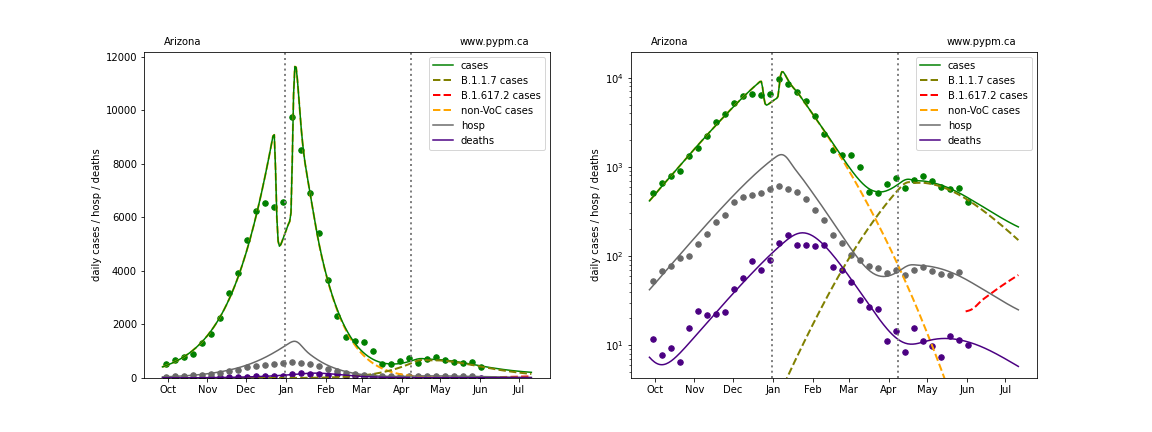 Arizona
www.pypm.ca
12000
10000
8000
6000
4000
2000
0
daily cases / hosp / deaths
cases
B.1.1.7 cases
B.1.617.2 cases
non-VoC cases
hosp
deaths
Oct Nov Dec Jan Feb Mar Apr May Jun Jul
Arizona
www.pypm.ca
10⁴
10³
10²
10¹
daily cases / hosp / deaths
cases
B.1.1.7 cases
B.1.617.2 cases
non-VoC cases
hosp
deaths
Oct Nov Dec Jan Feb Mar Apr May Jun Jul